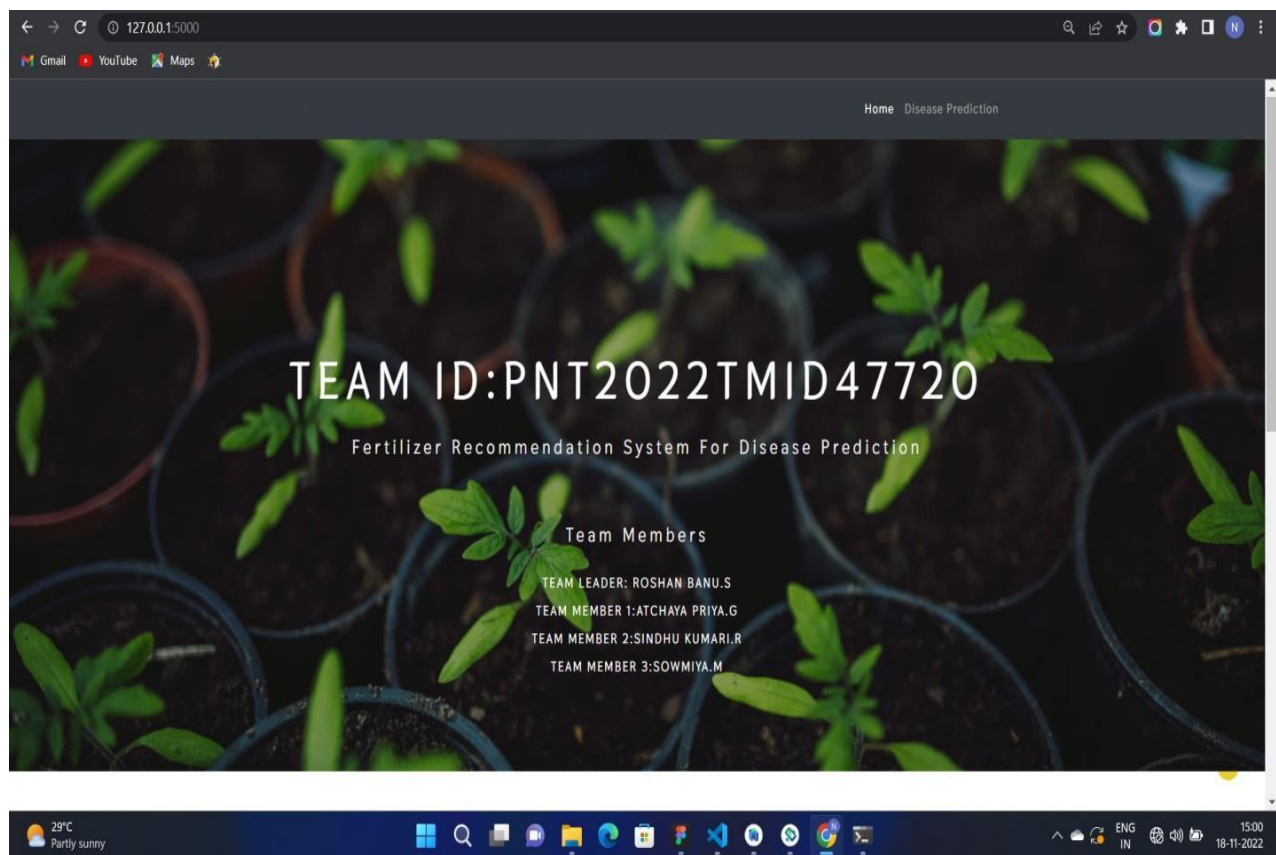 127.0.0.1:5000
N
Gmail YouTube Maps
Home Disease Prediction
TEAM ID:PNT2022TMID47720
Fertilizer Recommendation System For Disease Prediction
Team Members
TEAM LEADER: ROSHAN BANU.S
TEAM MEMBER 1:ATCHAYA PRIYA.G
TEAM MEMBER 2:SINDHU KUMARI.R
TEAM MEMBER 3:SOWMIYA.M
29°C
Partly sunny
ENG
IN
15:00
18-11-2022